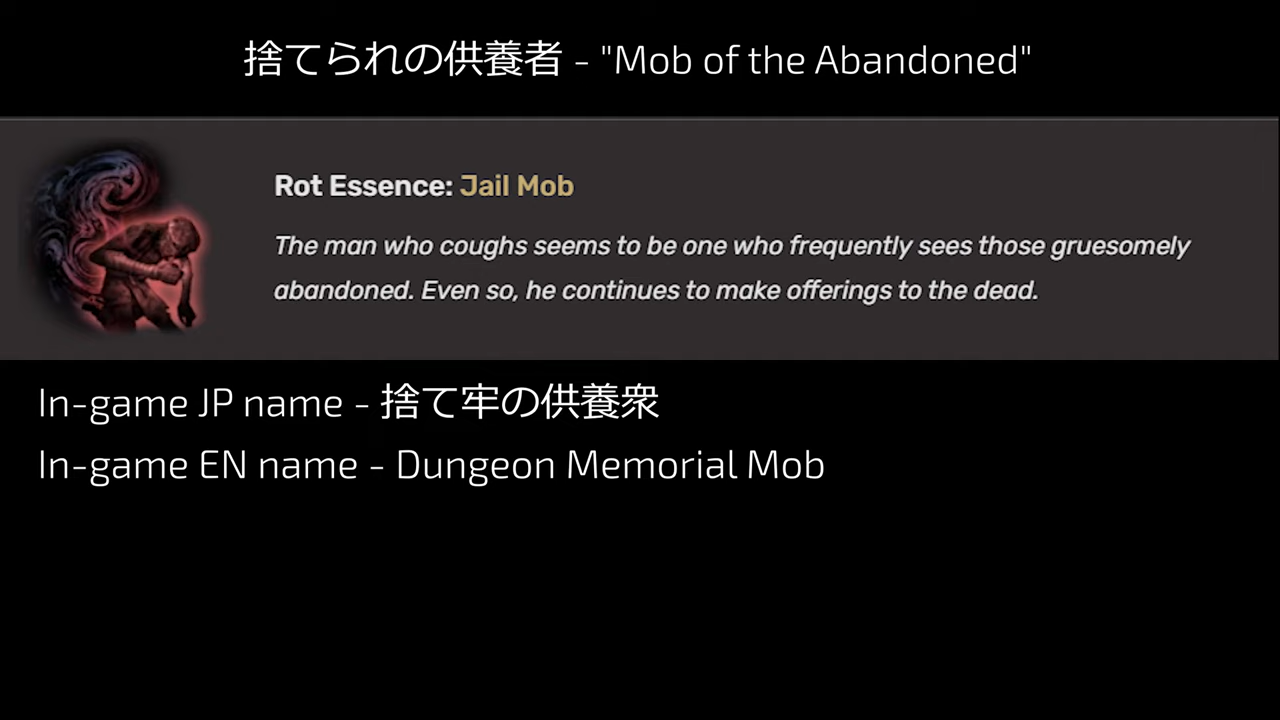 捨てられの供養者 - "Mob of the Abandoned"
Rot Essence: Jail Mob
The man who coughs seems to be one who frequently sees those gruesomely
abandoned. Even so, he continues to make offerings to the dead.
In-game JP name - 捨て牢の供養衆
In-game EN name - Dungeon Memorial Mob